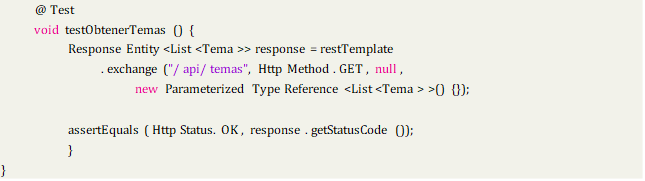 @ Test
void testObtenerTemas () {
Response Entity <List <Tema >> response = restTemplate
. exchange ("/ api/ temas", Http Method . GET , null ,
new Parameterized Type Reference <List <Tema > >() {});
assertEquals ( Http Status. OK , response . getStatusCode ());
}
}